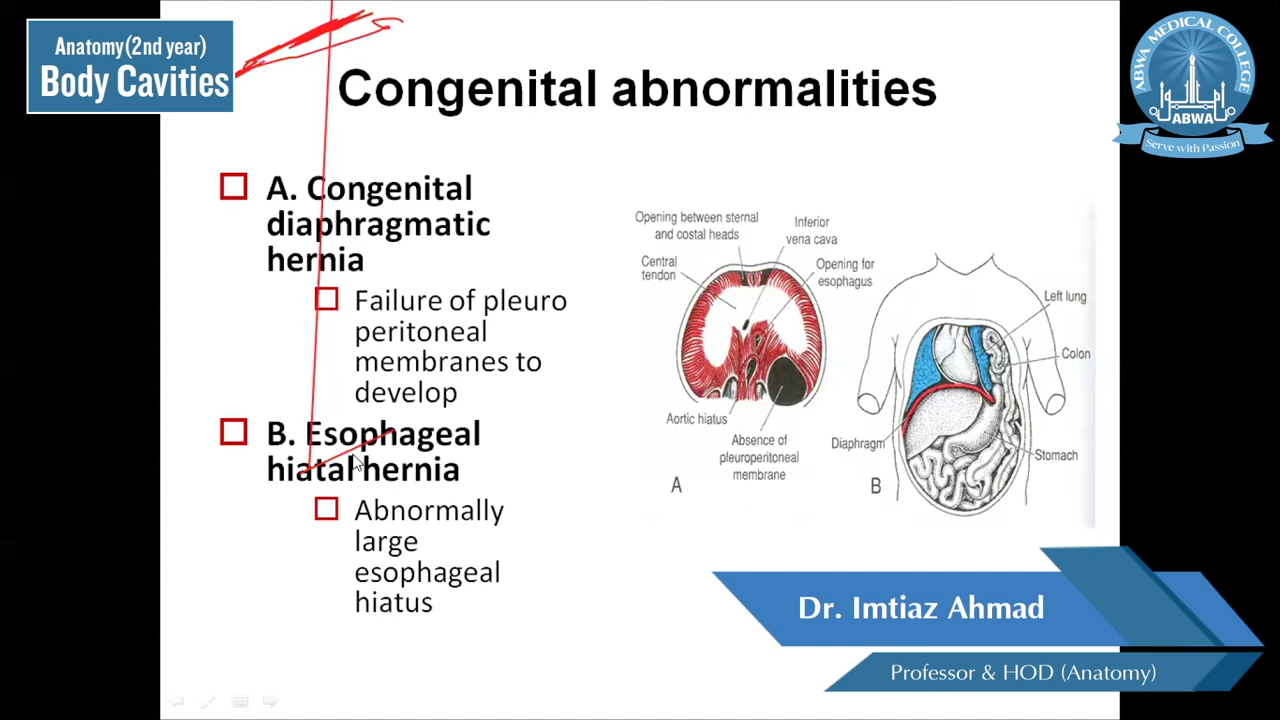 Anatomy(2nd year)
Body Cavities
Congenital abnormalities
ABWA MEDICAL COLLEGE
ABWA
Serve with Passion
A. Congenital
diaphragmatic
hernia
Failure of pleuro
peritoneal
membranes to
develop
B. Esophageal
hiatal hernia
Abnormally
large
esophageal
hiatus
Opening between sternal
and costal heads
Inferior
vena cava
Central
tendon
Opening for
esophagus
Aortic hiatus
Absence of
pleuroperitoneal
membrane
A
Left lung
Colon
Diaphragm
Stomach
B
Dr. Imtiaz Ahmad
Professor & HOD (Anatomy)